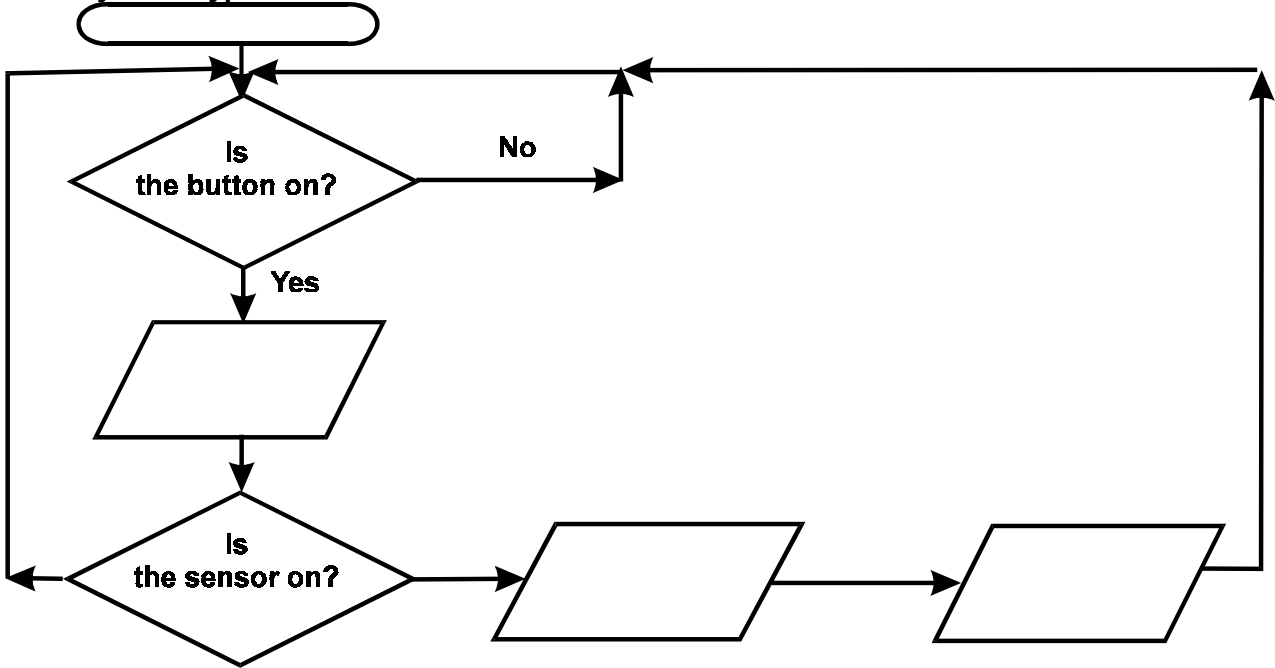 Is
the button on?
No
Yes
Is
the sensor on?